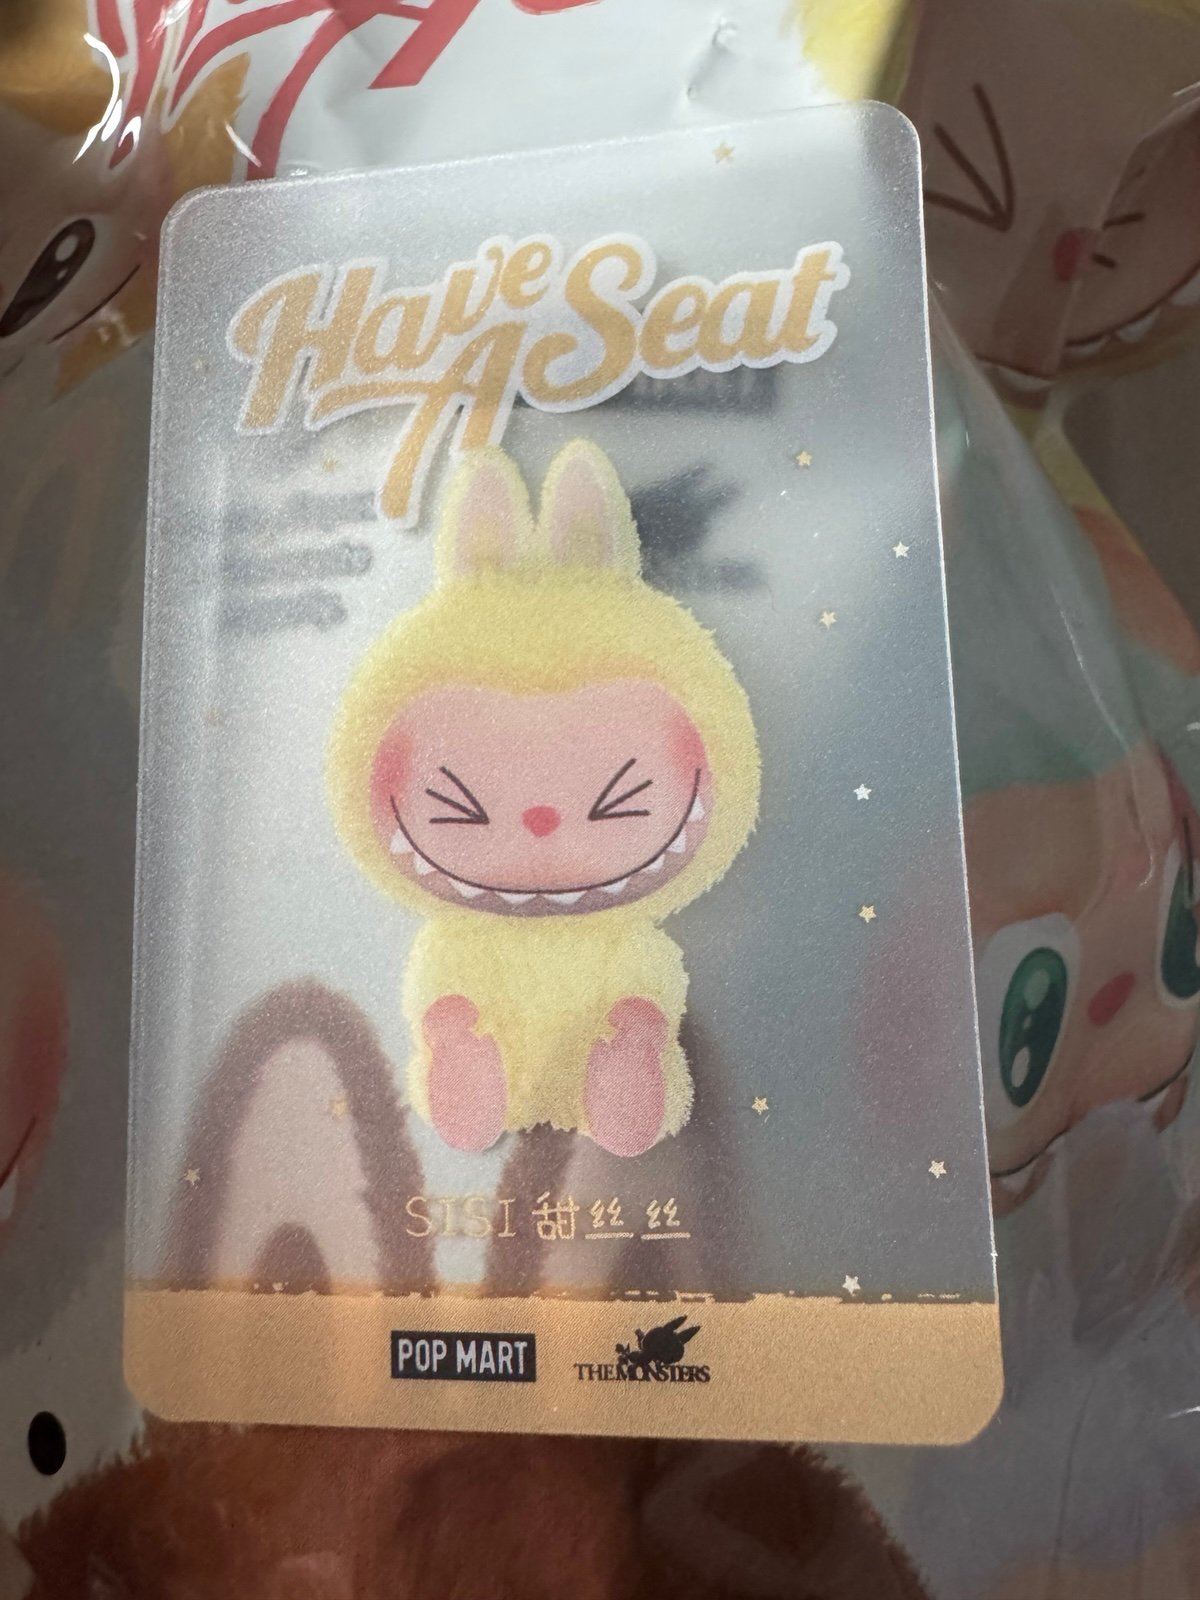 Have A Seat
SISI 甜丝丝
POP MART THE MONSTERS